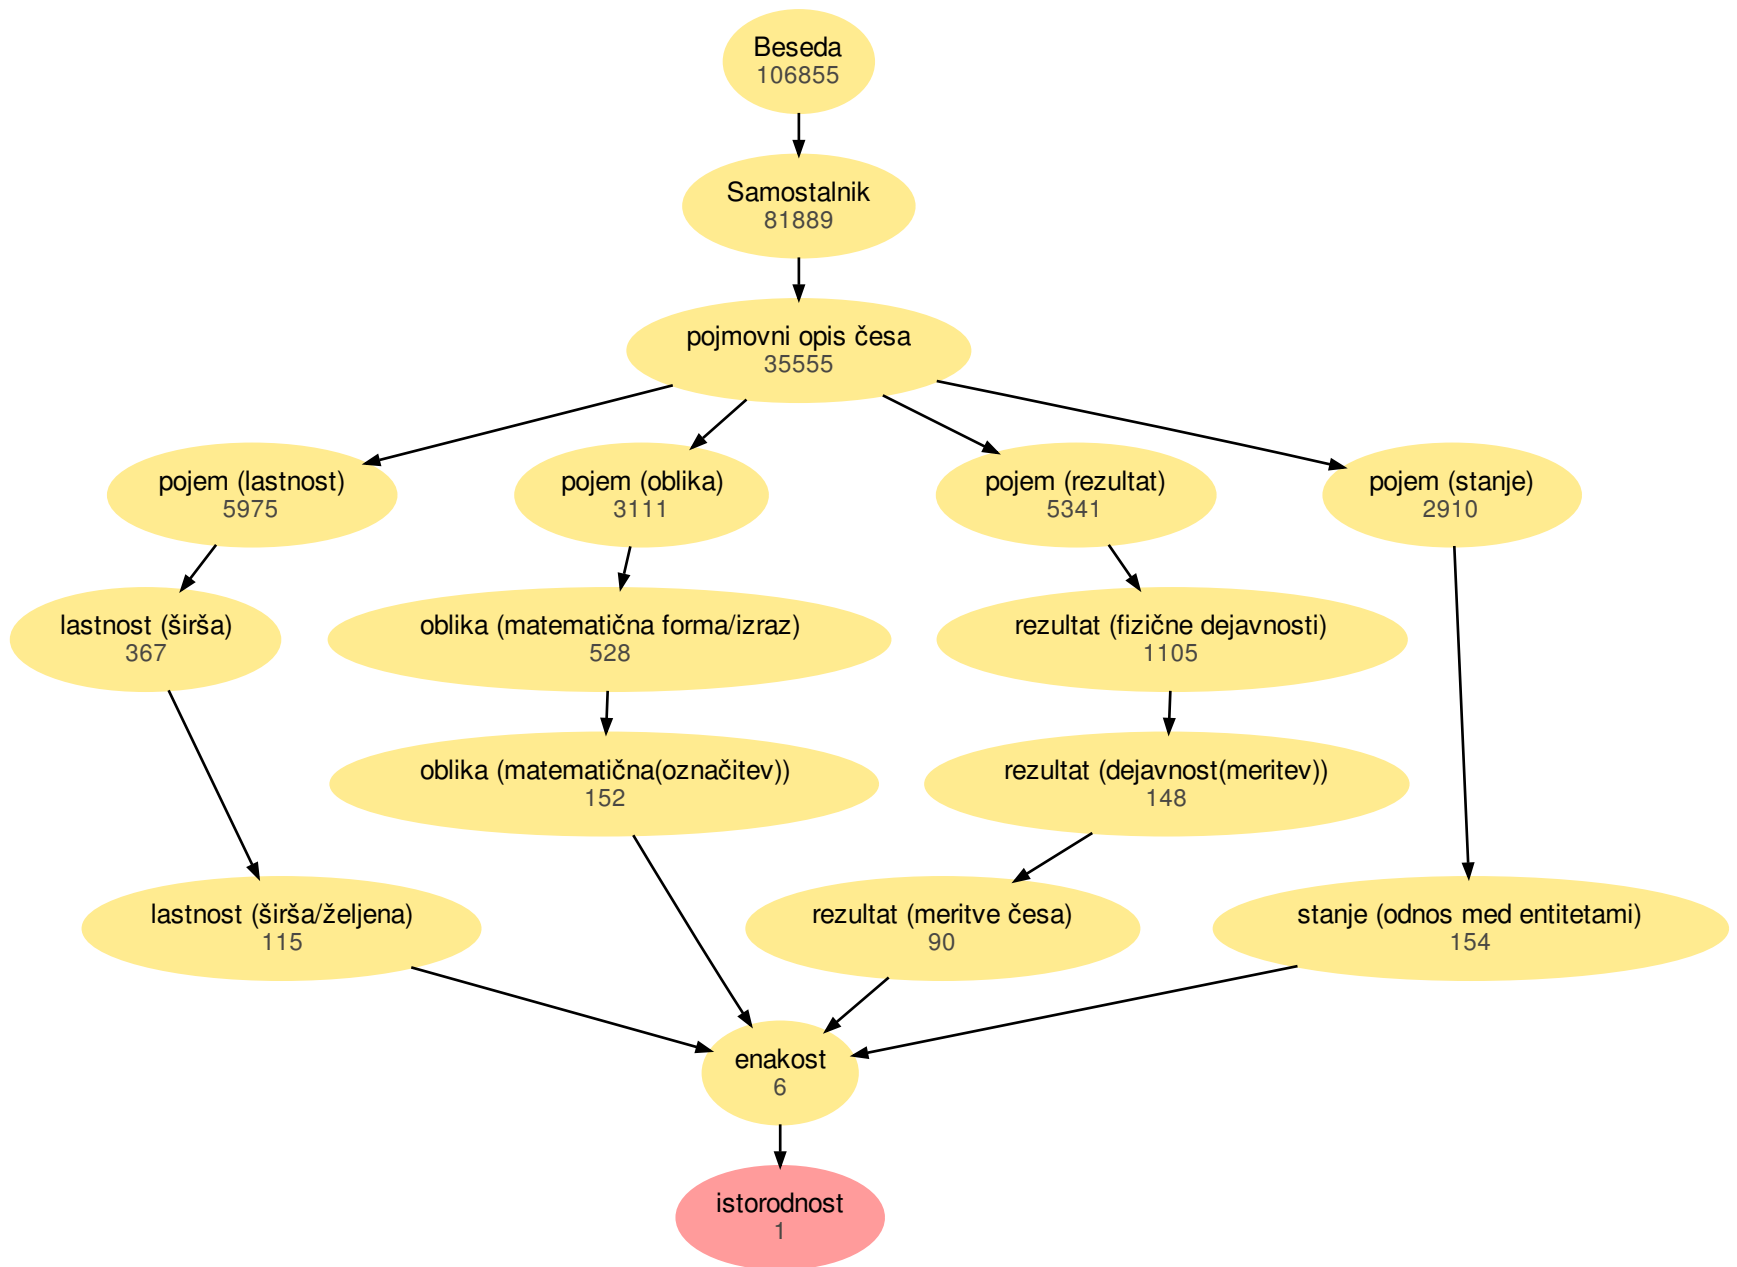 Beseda
106855
Samostalnik
81889
pojmovni opis česa
35555
pojem (lastnost)
5975
pojem (oblika)
3111
pojem (rezultat)
5341
pojem (stanje)
2910
lastnost (širša)
367
oblika (matematična forma/izraz)
528
rezultat (fizične dejavnosti)
1105
oblika (matematična(označitev))
152
rezultat (dejavnost(meritev))
148
lastnost (širša/željena)
115
rezultat (meritve česa)
90
stanje (odnos med entitetami)
154
enakost
6
istorodnost
1